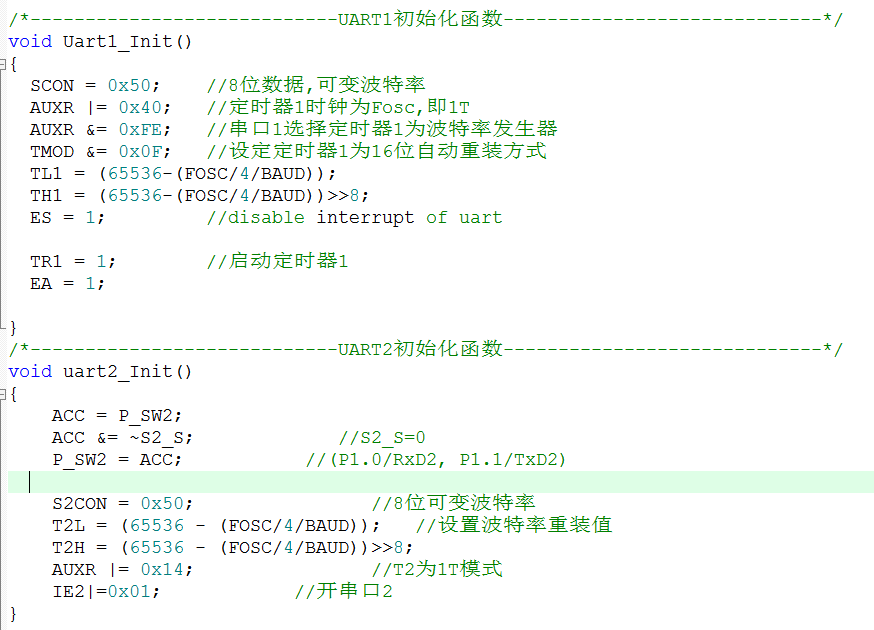 /*----------------------------UART1初始化函数-----------------------------*/
void Uart1_Init()
{
  SCON = 0x50;    //8位数据,可变波特率
  AUXR |= 0x40;   //定时器1时钟为Fosc,即1T
  AUXR &= 0xFE;   //串口1选择定时器1为波特率发生器
  TMOD &= 0x0F;   //设定定时器1为16位自动重装方式
  TL1 = (65536-(FOSC/4/BAUD));
  TH1 = (65536-(FOSC/4/BAUD))>>8;
  ES = 1;         //disable interrupt of uart
  TR1 = 1;        //启动定时器1
  EA = 1;
}
/*----------------------------UART2初始化函数-----------------------------*/
void uart2_Init()
{
    ACC = P_SW2;
    ACC &= ~S2_S;             //S2_S=0
    P_SW2 = ACC;           //(P1.0/RxD2, P1.1/TxD2)
    S2CON = 0x50;                //8位可变波特率
    T2L = (65536 - (FOSC/4/BAUD));   //设置波特率重装值
    T2H = (65536 - (FOSC/4/BAUD))>>8;
    AUXR |= 0x14;                //T2为1T模式
    IE2|=0x01;            //开串口2
}